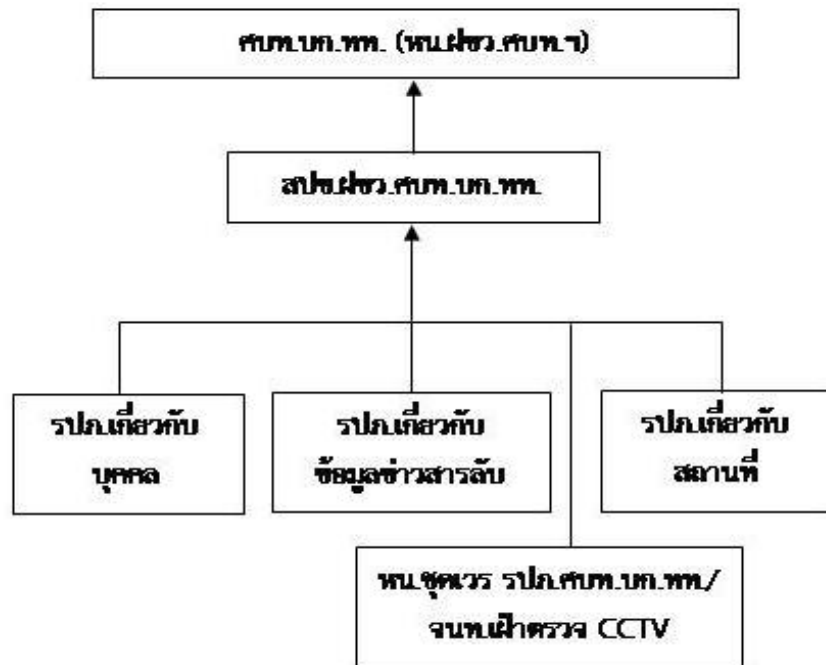 ศบท.บก.ทท. (หน.ฝขว.ศบท.ฯ)
สปข.ฝขว.ศบท.บก.ทท.
รปภ.เกี่ยวกับ
บุคคล
รปภ.เกี่ยวกับ
ข้อมูลข่าวสารลับ
รปภ.เกี่ยวกับ
สถานที่
หน.ชุดเวร รปภ.ศบท.บก.ทท./
จนท.เฝ้าตรวจ CCTV